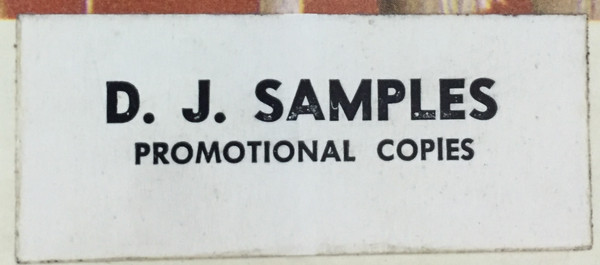 D. J. SAMPLES
PROMOTIONAL COPIES